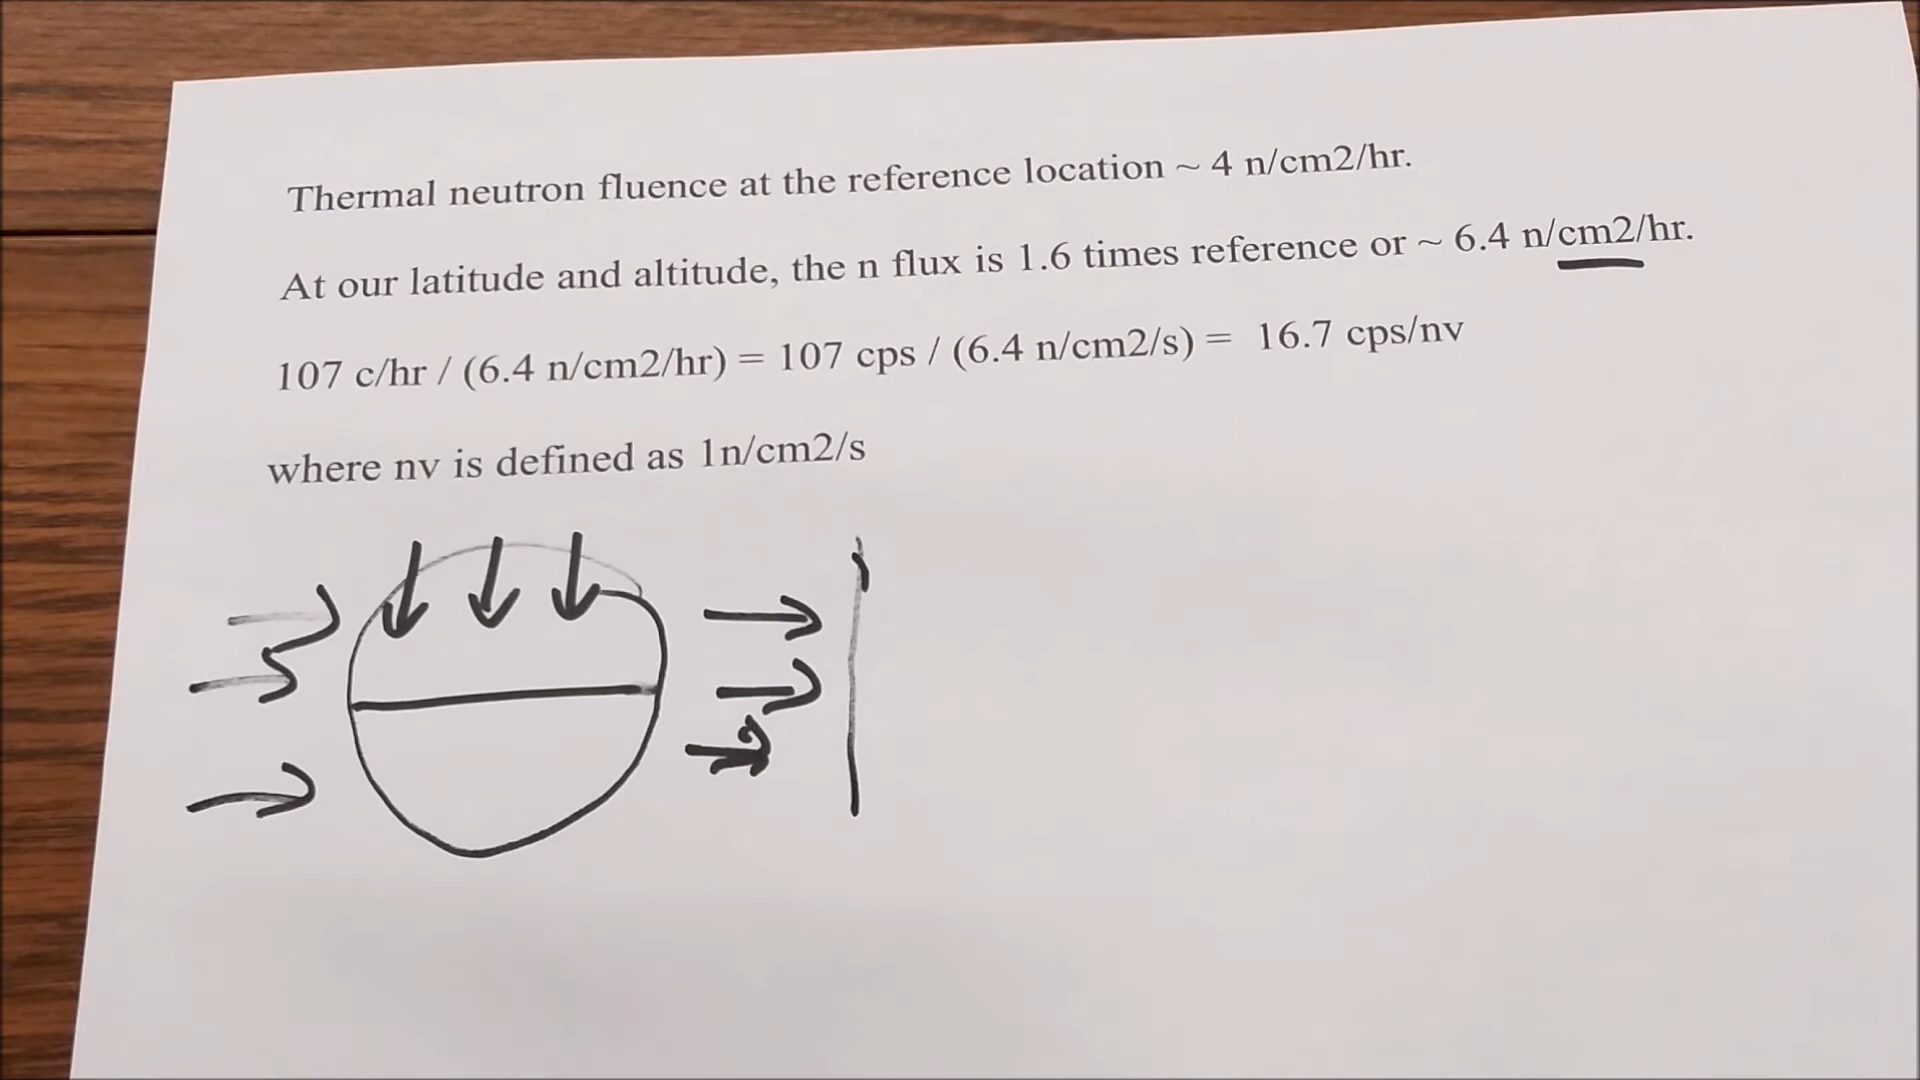 Thermal neutron fluence at the reference location ~ 4 n/cm2/hr.
At our latitude and altitude, the n flux is 1.6 times reference or ~ 6.4 n/cm2/hr.
107 c/hr / (6.4 n/cm2/hr) = 107 cps / (6.4 n/cm2/s) = 16.7 cps/nv
where nv is defined as 1n/cm2/s